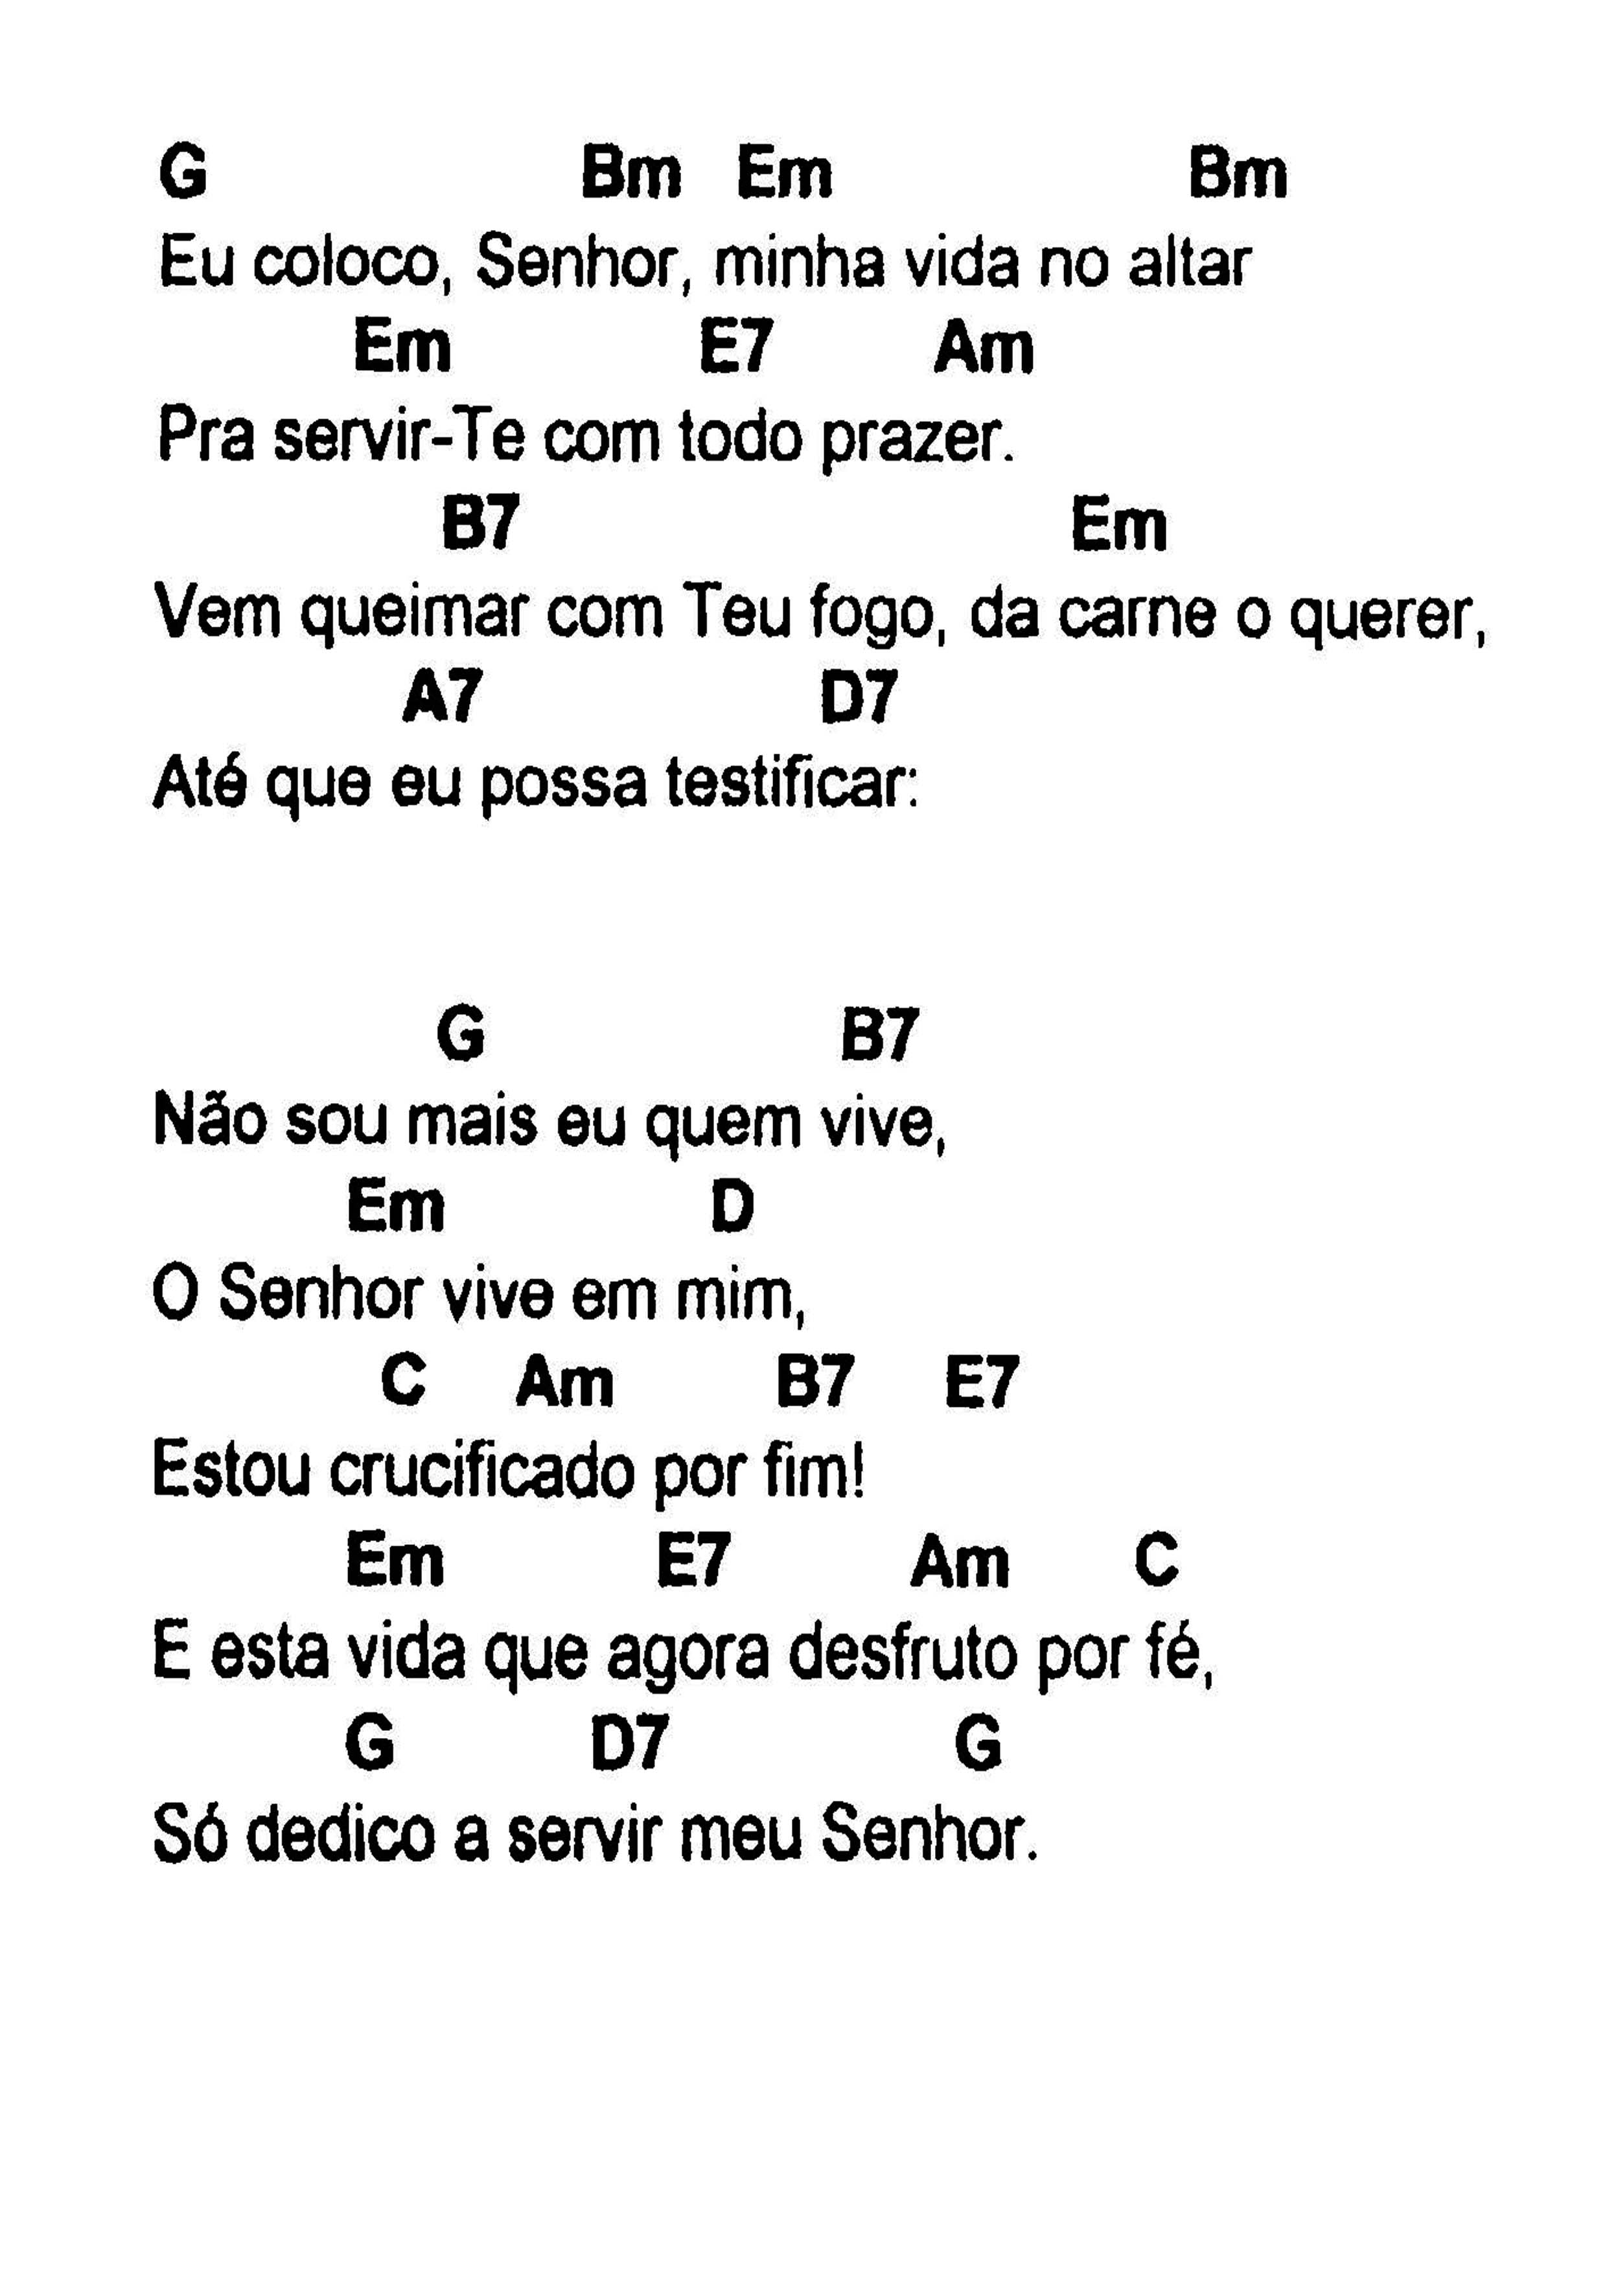 G Bm Em Bm
Eu coloco, Senhor, minha vida no altar
Em E7 Am
Pra servir-Te com todo prazer.
B7 Em
Vem queimar com Teu fogo, da carne o querer,
A7 D7
Até que eu possa testificar:
G B7
Não sou mais eu quem vive,
Em D
O Senhor vive em mim,
C Am B7 E7
Estou crucificado por fim!
Em E7 Am C
E esta vida que agora desfruto por fé,
G D7 G
Só dedico a servir meu Senhor.